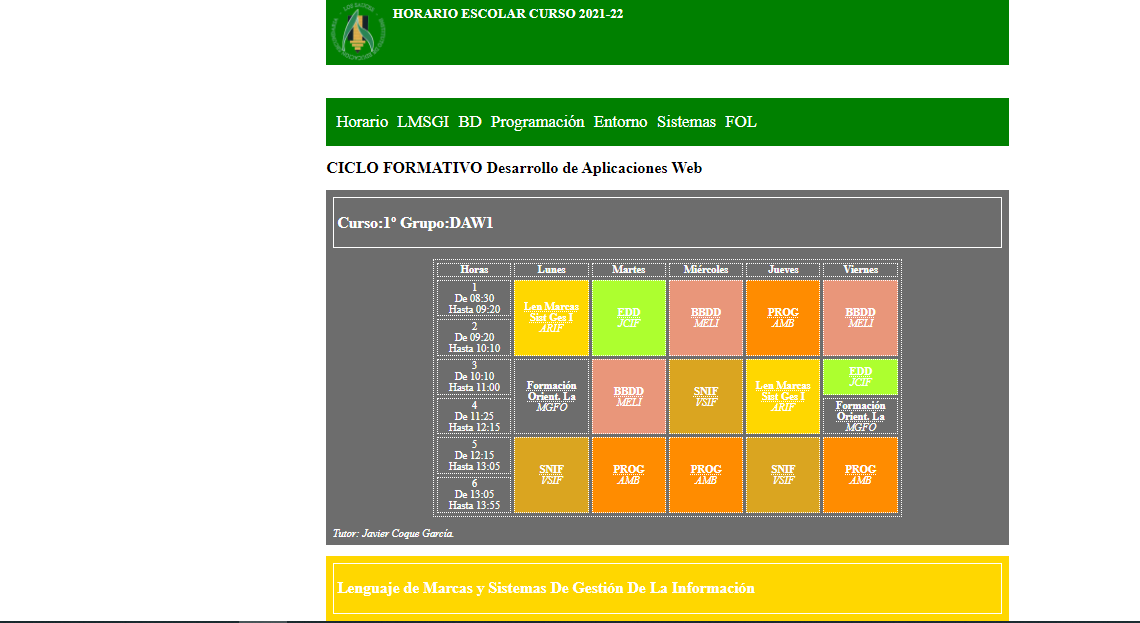 HORARIO ESCOLAR CURSO 2021-22
Horario LMSGI BD Programación Entorno Sistemas FOL
CICLO FORMATIVO Desarrollo de Aplicaciones Web
Curso:1º Grupo:DAW1
Horas Lunes Martes Miércoles Jueves Viernes
1
De 08:30
Hasta 09:20
Len Marcas
Sist Ges I
ARIF
EDD
JCIF
BBDD
MELI
PROG
AMB
BBDD
MELI
2
De 09:20
Hasta 10:10
3
De 10:10
Hasta 11:00
Formación
Orient. La
MGFO
BBDD
MELI
SNIF
VSIF
Len Marcas
Sist Ges I
ARIF
EDD
JCIF
4
De 11:25
Hasta 12:15
Formación
Orient. La
MGFO
5
De 12:15
Hasta 13:05
SNIF
VSIF
PROG
AMB
PROG
AMB
SNIF
VSIF
PROG
AMB
6
De 13:05
Hasta 13:55
Tutor: Javier Coque García.
Lenguaje de Marcas y Sistemas De Gestión De La Información